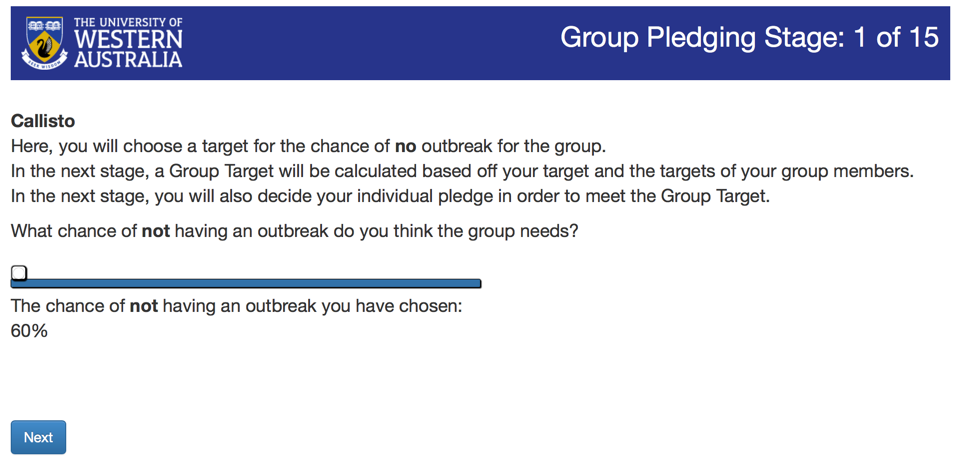 THE UNIVERSITY OF
WESTERN
AUSTRALIA
Group Pledging Stage: 1 of 15
Callisto
Here, you will choose a target for the chance of no outbreak for the group.
In the next stage, a Group Target will be calculated based off your target and the targets of your group members.
In the next stage, you will also decide your individual pledge in order to meet the Group Target.
What chance of not having an outbreak do you think the group needs?
The chance of not having an outbreak you have chosen:
60%
Next